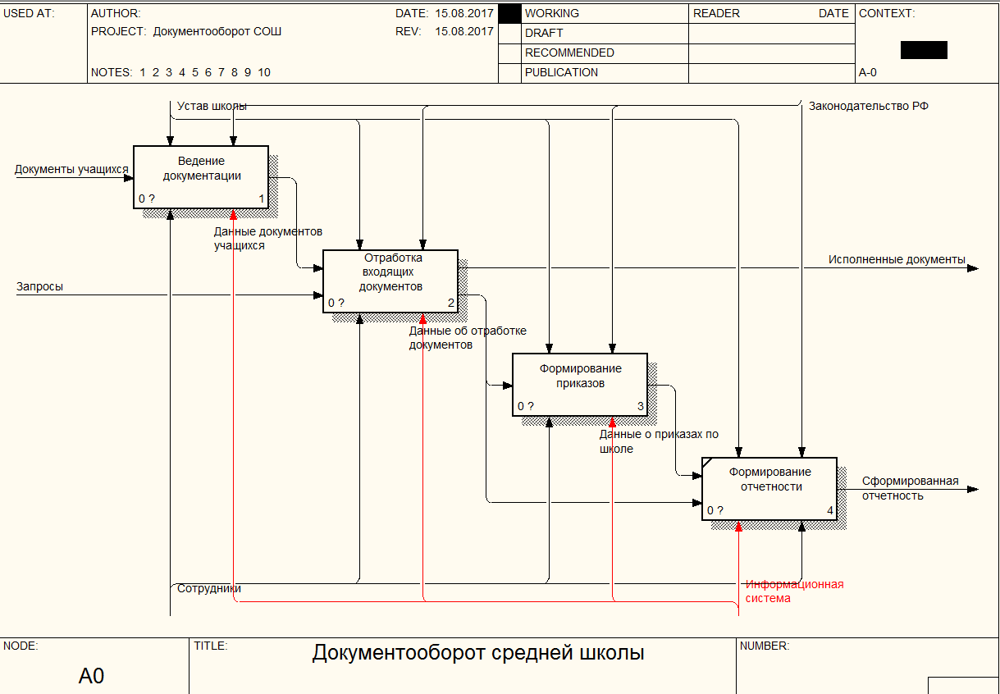 USED AT:
AUTHOR:
DATE: 15.08.2017
PROJECT: Документооборот СОШ
REV: 15.08.2017
NOTES: 1 2 3 4 5 6 7 8 9 10
WORKING
DRAFT
RECOMMENDED
PUBLICATION
READER
DATE
CONTEXT:
A-0
Устав школы
Законодательство РФ
Документы учащихся
Ведение
документации
0 ?
1
Данные документов
учащихся
Отработка
входящих
документов
0 ?
2
Исполненные документы
Запросы
Данные об отработке
документов
Формирование
приказов
0 ?
3
Данные о приказах по
школе
Формирование
отчетности
0 ?
4
Сформированная
отчетность
Сотрудники
Информационная
система
NODE:
A0
TITLE:
Документооборот средней школы
NUMBER: